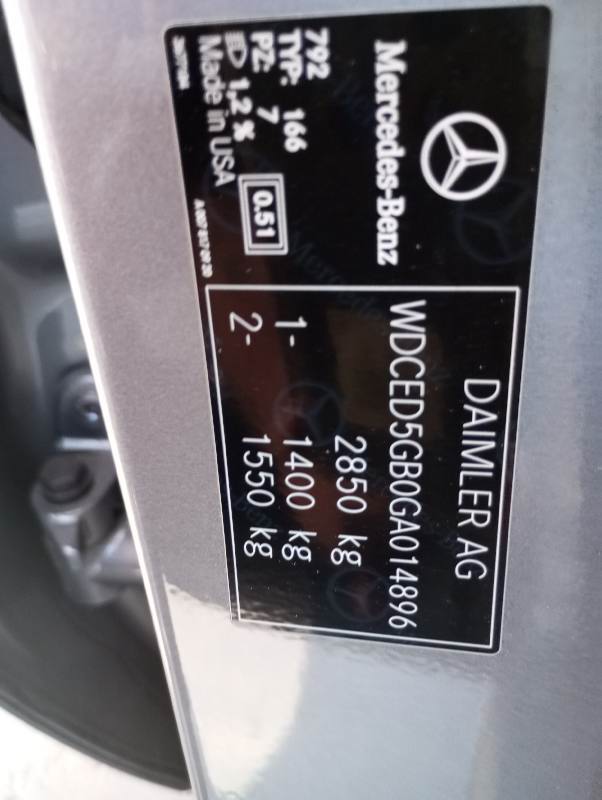 Mercedes-Benz
792
TYP: 166
PZ: 7
1,2 %
Made in USA
0.51
DAIMLER AG
WDCED5GB0GA014896
2850 kg
1- 1400 kg
2- 1550 kg